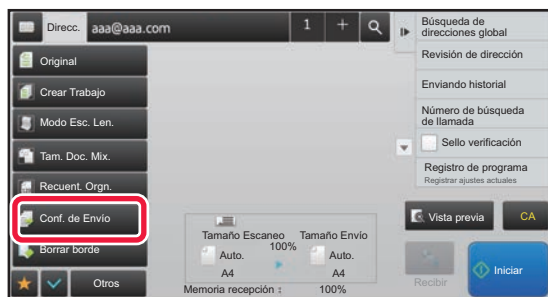 Direcc.
aaa@aaa.com
1
+
Original
Crear Trabajo
Modo Esc. Len.
Tam. Doc. Mix.
Recuent. Orgn.
Conf. de Envío
Borrar borde
Otros
Tamaño Escaneo
100%
Tamaño Envío
Auto.
A4
Auto.
A4
Memoria recepción :
100%
Búsqueda de
direcciones global
Revisión de dirección
Enviando historial
Número de búsqueda
de llamada
Sello verificación
Registro de programa
Registrar ajustes actuales
Vista previa
CA
Recibir
Iniciar